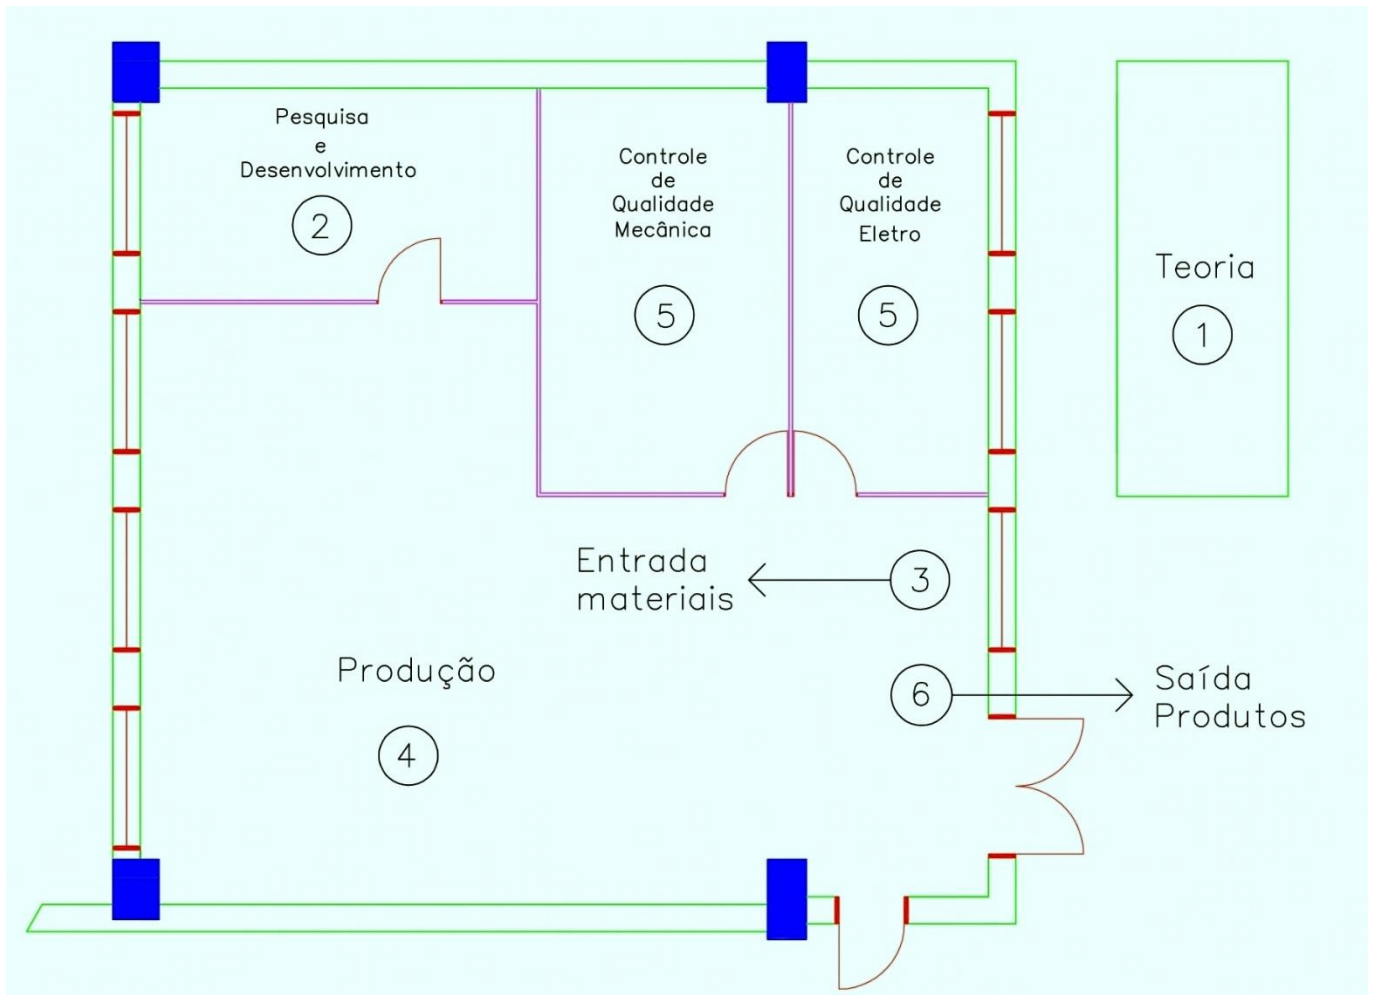 Pesquisa
e
Desenvolvimento
2
Controle
de
Qualidade
Mecânica
5
Controle
de
Qualidade
Eletro
5
Teoria
1
Entrada
materiais
3
Produção
4
6
Saída
Produtos